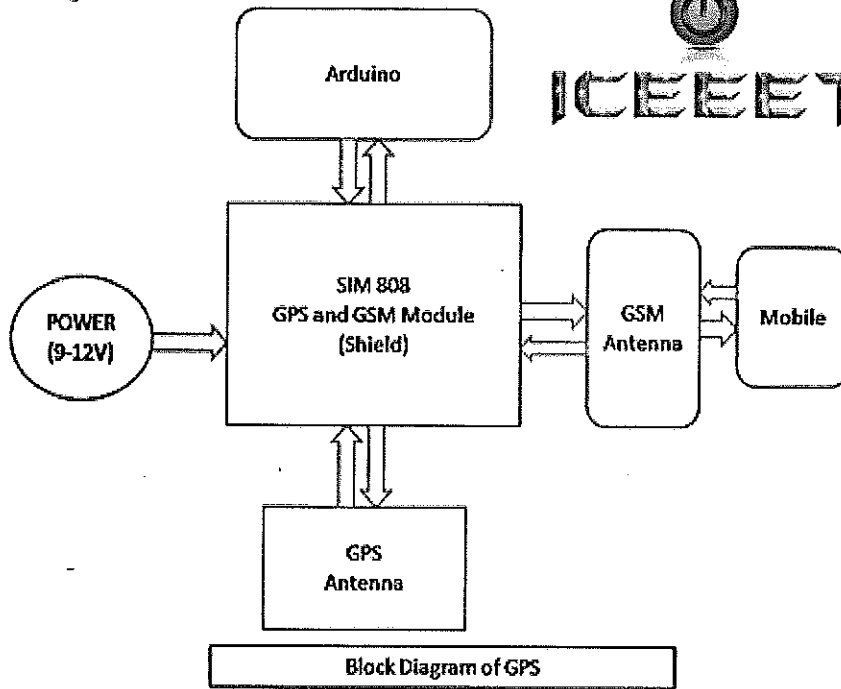 Arduino
ICEEET
SIM 808
GPS and GSM Module
(Shield)
POWER
(9-12V)
GSM
Antenna
Mobile
GPS
Antenna
Block Diagram of GPS